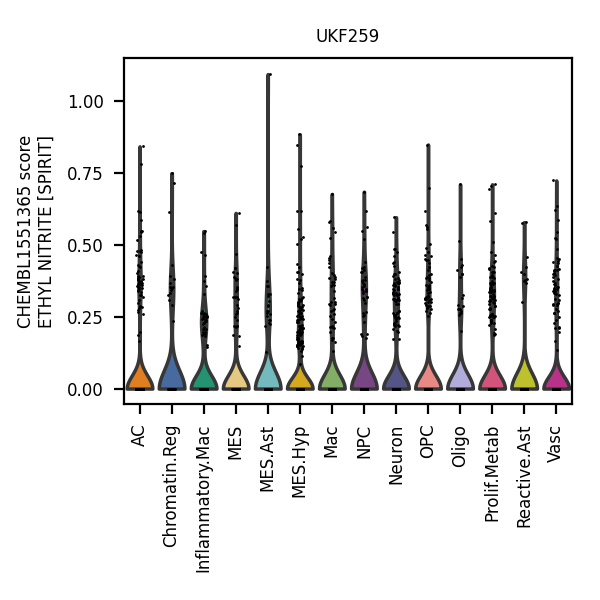 UKF259
CHEMBL1551365 score
ETHYL NITRITE [SPIRIT]
1.00
0.75
0.50
0.25
0.00
AC
Chromatin.Reg
Inflammatory.Mac
MES
MES.Ast
MES.Hyp
Mac
NPC
Neuron
OPC
Oligo
Prolif.Metab
Reactive.Ast
Vasc